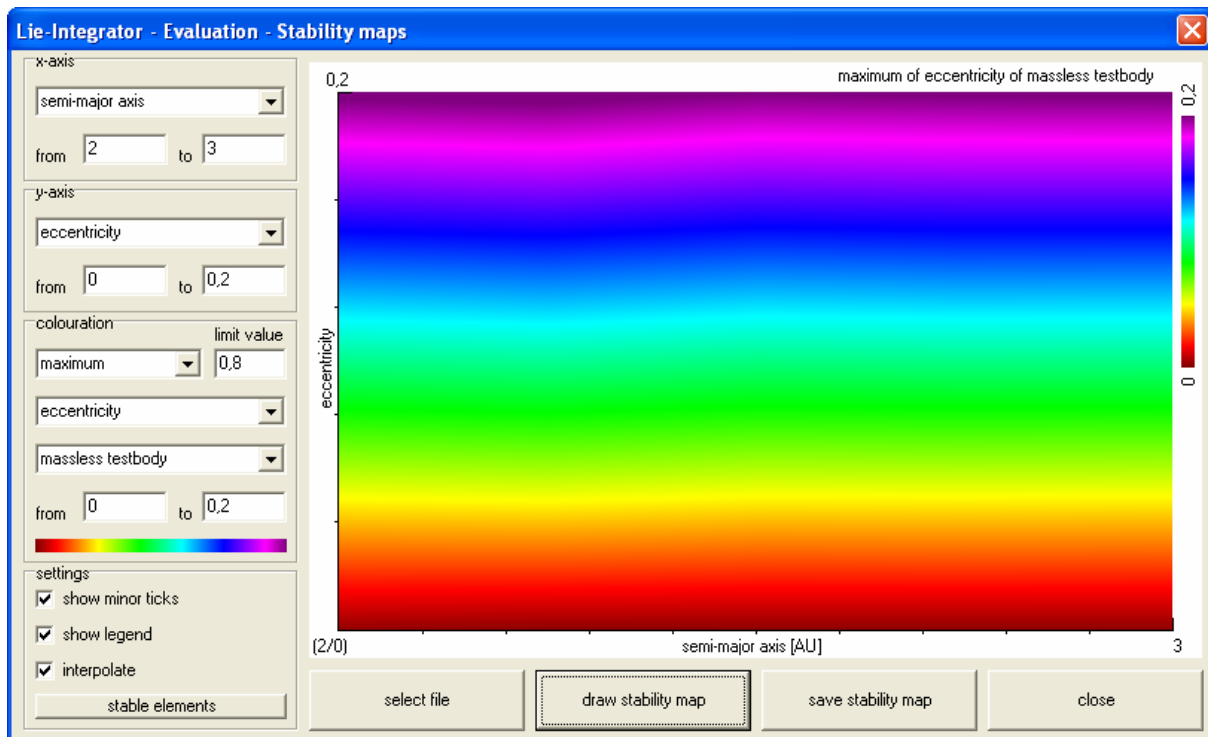 Lie-Integrator - Evaluation - Stability maps
x-axis
semi-major axis
from 2 to 3
y-axis
eccentricity
from 0 to 0,2
colouration
limit value
maximum 0,8
eccentricity
massless testbody
from 0 to 0,2
settings
show minor ticks
show legend
interpolate
stable elements
0,2
maximum of eccentricity of massless testbody
0,2
0
eccentricity
(2/0) semi-major axis [AU] 3
select file
draw stability map
save stability map
close